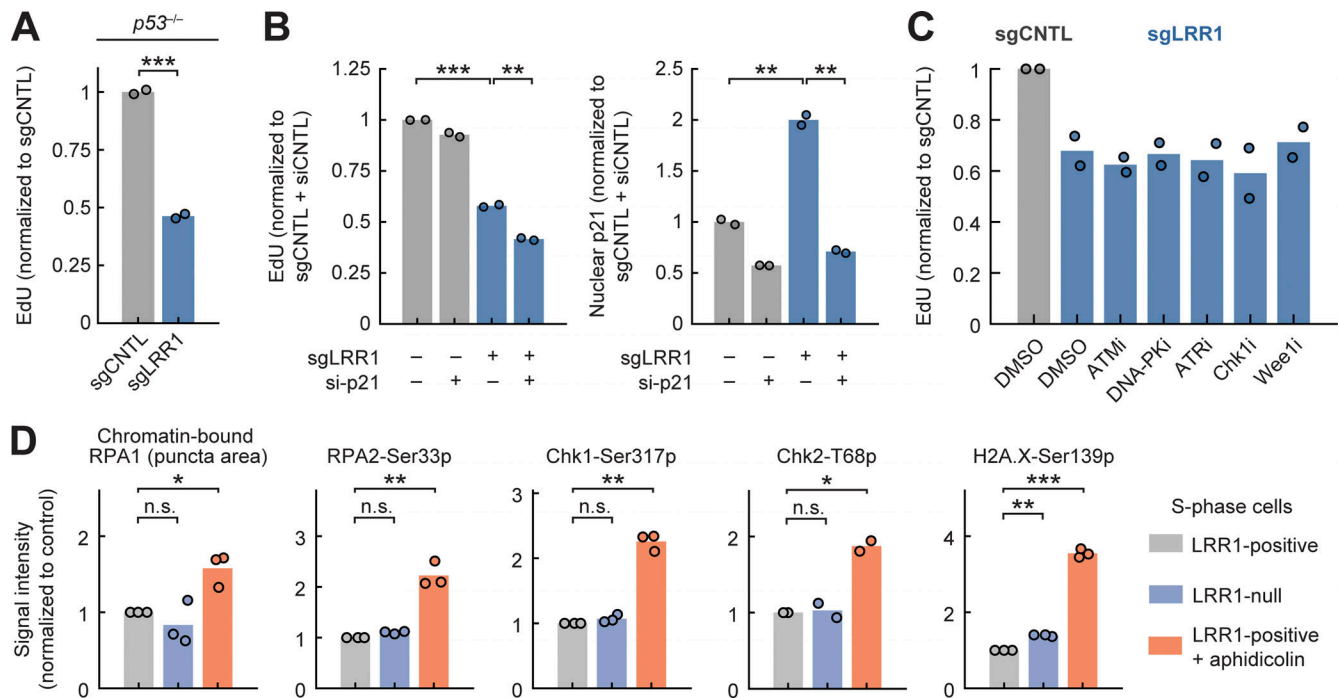 A
p53–/–
EdU (normalized to sgCNTL)
1
0.75
0.5
0.25
0
***
sgCNTL
sgLRR1
B
EdU (normalized to
sgCNTL + siCNTL)
1.25
1
0.75
0.5
0.25
0
***
**
sgLRR1 – – + +
si-p21 – + – +
Nuclear p21 (normalized to
sgCNTL + siCNTL)
2.5
2
1.5
1
0.5
0
**
**
sgLRR1 – – + +
si-p21 – + – +
C
sgCNTL
sgLRR1
EdU (normalized to sgCNTL)
1
0.8
0.6
0.4
0.2
0
DMSO
DMSO
ATMi
DNA-PKi
ATRi
Chk1i
Wee1i
D
Signal intensity
(normalized to control)
Chromatin-bound
RPA1 (puncta area)
*
n.s.
2
1
0
RPA2-Ser33p
**
n.s.
3
2
1
0
Chk1-Ser317p
**
n.s.
3
2
1
0
Chk2-T68p
*
n.s.
2
1
0
H2A.X-Ser139p
***
**
4
2
0
S-phase cells
LRR1-positive
LRR1-null
LRR1-positive
+ aphidicolin